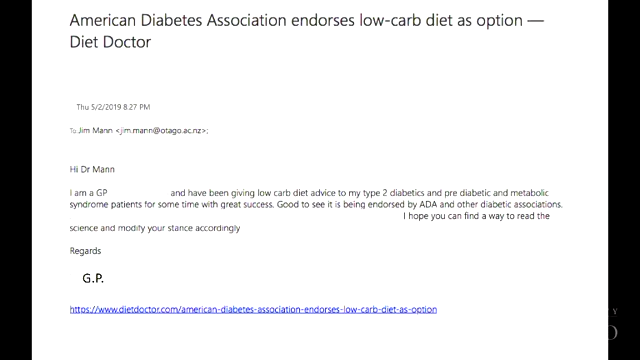 American Diabetes Association endorses low-carb diet as option —
Diet Doctor
Thu 5/2/2019 8:27 PM
To Jim Mann <jim.mann@otago.ac.nz>;
Hi Dr Mann
I am a GP and have been giving low carb diet advice to my type 2 diabetics and pre diabetic and metabolic
syndrome patients for some time with great success. Good to see it is being endorsed by ADA and other diabetic associations.
I hope you can find a way to read the
science and modify your stance accordingly
Regards
G.P.
https://www.dietdoctor.com/american-diabetes-association-endorses-low-carb-diet-as-option